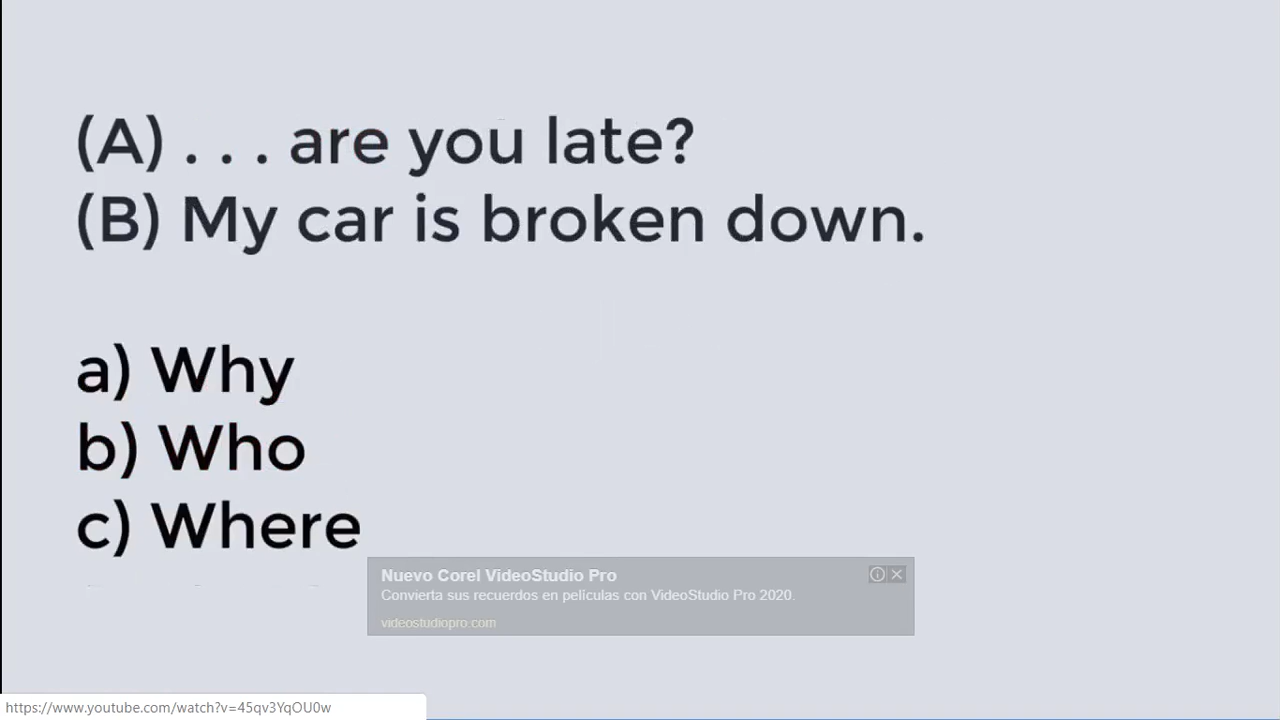 (A) . . . are you late?
(B) My car is broken down.
a) Why
b) Who
c) Where
Nuevo Corel VideoStudio Pro
Convierta sus recuerdos en películas con VideoStudio Pro 2020.
videostudiopro.com
https://www.youtube.com/watch?v=45qv3YqOU0w